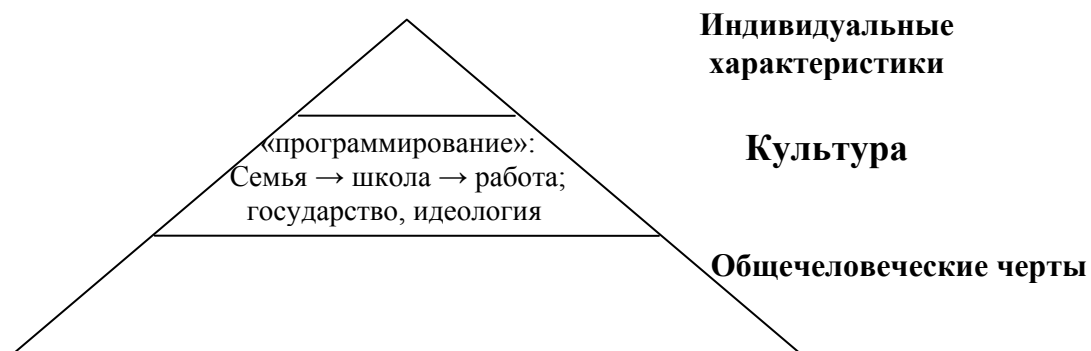 Индивидуальные
характеристики
«программирование»:
Семья → школа → работа;
государство, идеология
Культура
Общечеловеческие черты